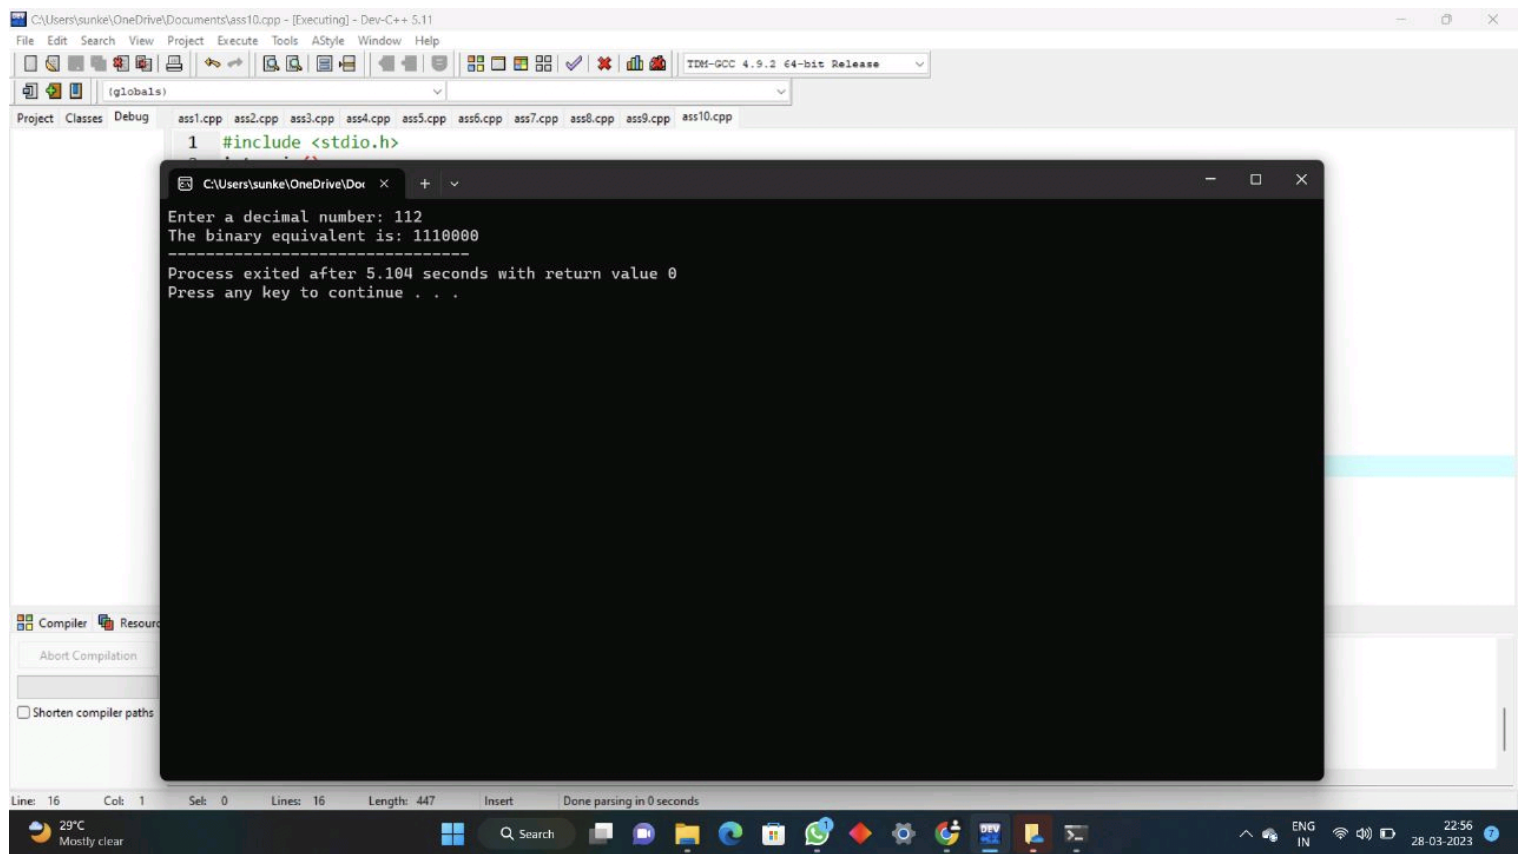 C:\Users\sunke\OneDrive\Documents\ass10.cpp - [Executing] - Dev-C++ 5.11
File Edit Search View Project Execute Tools AStyle Window Help
TDM-GCC 4.9.2 64-bit Release
(globals)
Project Classes Debug ass1.cpp ass2.cpp ass3.cpp ass4.cpp ass5.cpp ass6.cpp ass7.cpp ass8.cpp ass9.cpp ass10.cpp
1 #include <stdio.h>
C:\Users\sunke\OneDrive\Doc
Enter a decimal number: 112
The binary equivalent is: 1110000
--------------------------------
Process exited after 5.104 seconds with return value 0
Press any key to continue . . .
Compiler Resourc
Abort Compilation
Shorten compiler paths
Line: 16 Col: 1 Sel: 0 Lines: 16 Length: 447 Insert Done parsing in 0 seconds
29°C
Mostly clear
Search
DEV
ENG
IN
22:56
28-03-2023
7